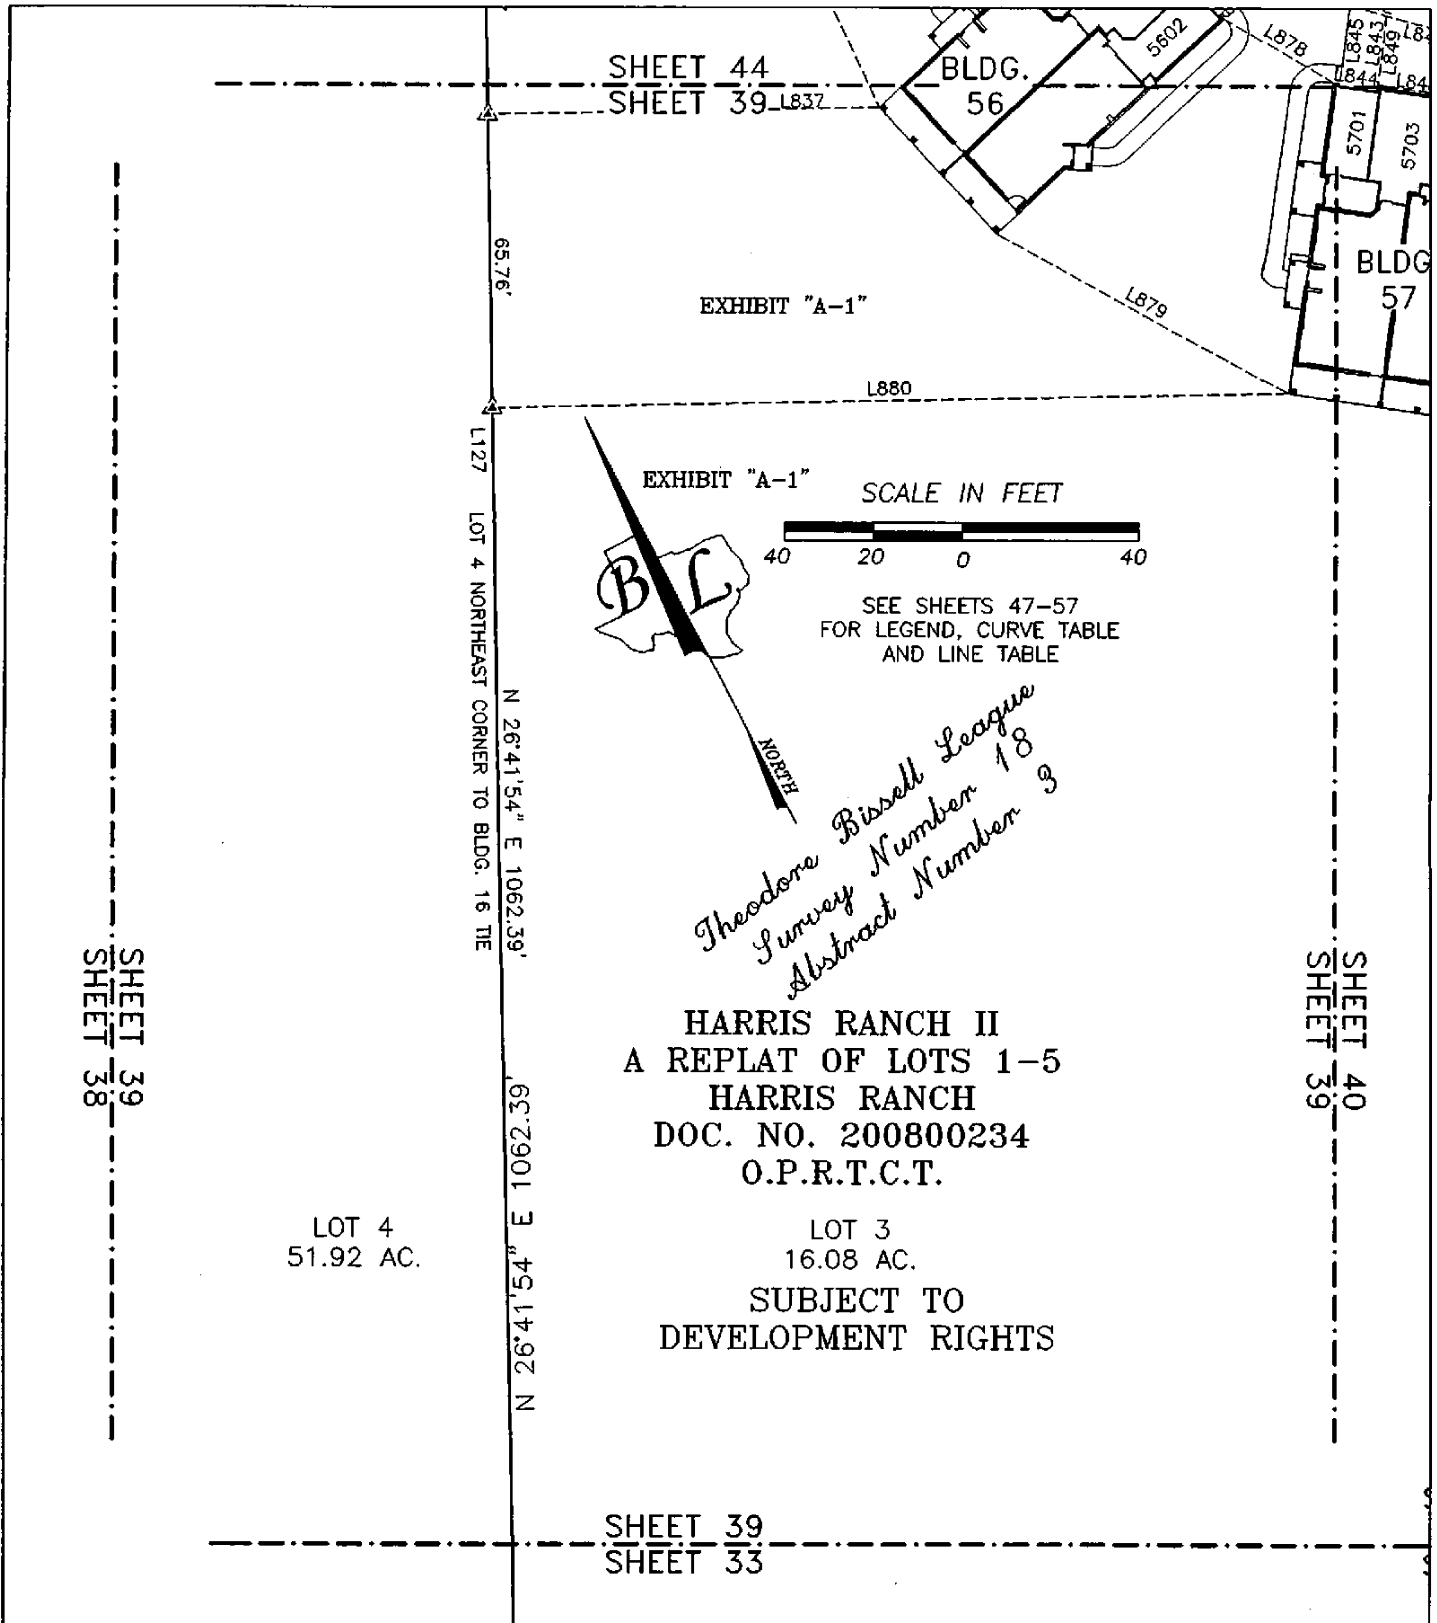 SHEET 44
SHEET 39
L837
BLDG.
56
5602
L878
L845
L843
L849
L844
5701
5703
BLDG
57
65.76'
EXHIBIT "A-1"
L879
L880
L127
LOT 4 NORTHEAST CORNER TO BLDG. 16 TIE
EXHIBIT "A-1"
SCALE IN FEET
40 20 0 40
B L
SEE SHEETS 47-57
FOR LEGEND, CURVE TABLE
AND LINE TABLE
NORTH
N 26°41'54" E 1062.39'
Theodore Bissell League
Survey Number 18
Abstract Number 3
SHEET 39
SHEET 38
SHEET 40
SHEET 39
HARRIS RANCH II
A REPLAT OF LOTS 1-5
HARRIS RANCH
DOC. NO. 200800234
O.P.R.T.C.T.
N 26°41'54" E 1062.39'
LOT 4
51.92 AC.
LOT 3
16.08 AC.
SUBJECT TO
DEVELOPMENT RIGHTS
SHEET 39
SHEET 33